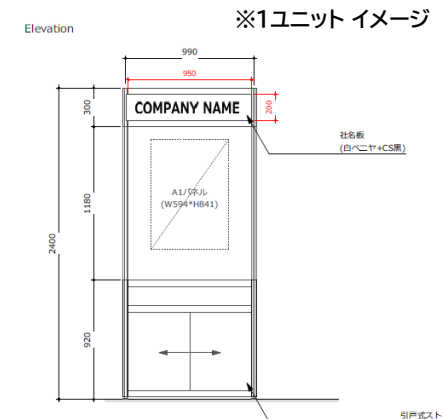 ※1ユニット イメージ
Elevation
990
950
300
COMPANY NAME
200
社名板
(白ベニヤ+CS黒)
A1パネル
(W594*H841)
1180
2400
920
引戸式スト